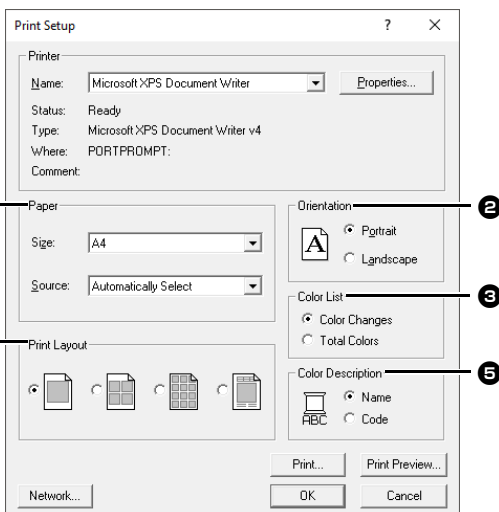 Print Setup ? ×
Printer
Name: Microsoft XPS Document Writer Properties...
Status: Ready
Type: Microsoft XPS Document Writer v4
Where: PORTPROMPT:
Comment:
Paper
Size: A4
Source: Automatically Select
Orientation 2
A Portrait
Landscape
Color List 3
Color Changes
Total Colors
Print Layout
Color Description 5
Name
ABC Code
Print... Print Preview...
Network... OK Cancel